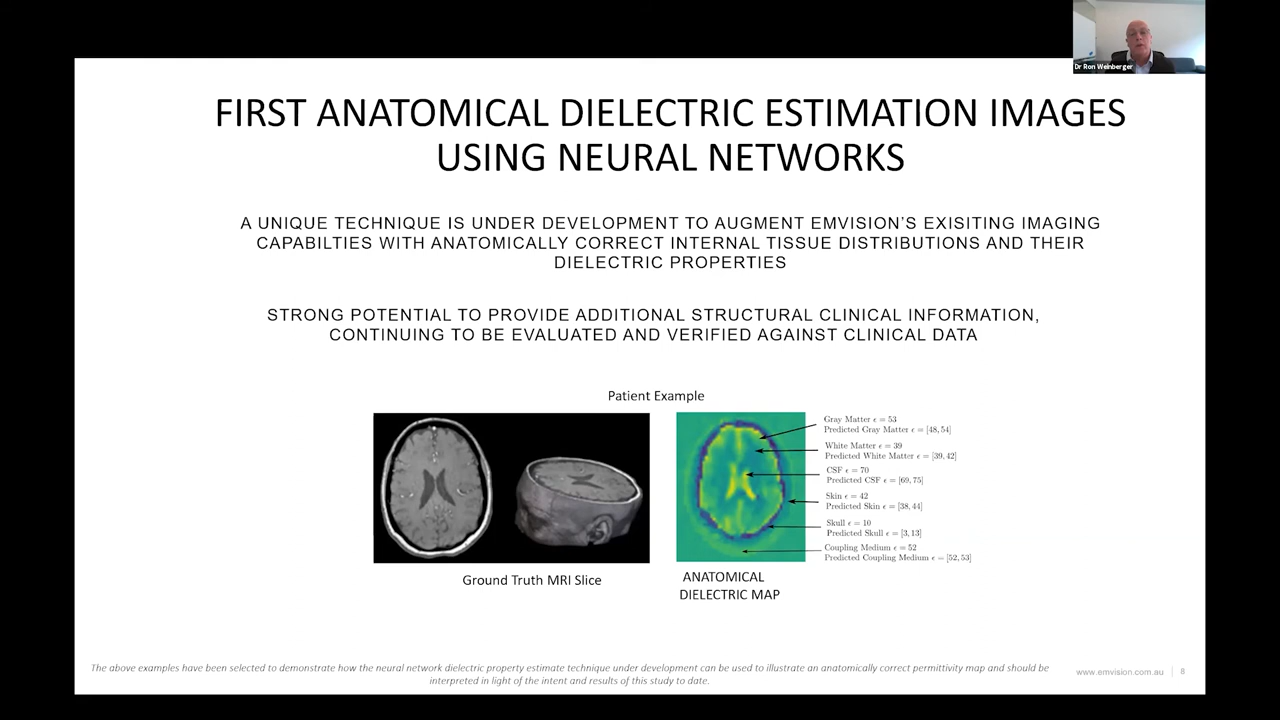 Dr Ron Weinberger
FIRST ANATOMICAL DIELECTRIC ESTIMATION IMAGES
USING NEURAL NETWORKS
A UNIQUE TECHNIQUE IS UNDER DEVELOPMENT TO AUGMENT EMVISION'S EXISITING IMAGING
CAPABILTIES WITH ANATOMICALLY CORRECT INTERNAL TISSUE DISTRIBUTIONS AND THEIR
DIELECTRIC PROPERTIES
STRONG POTENTIAL TO PROVIDE ADDITIONAL STRUCTURAL CLINICAL INFORMATION,
CONTINUING TO BE EVALUATED AND VERIFIED AGAINST CLINICAL DATA
Patient Example
Gray Matter ϵ = 53
Predicted Gray Matter ϵ = [48, 54]
White Matter ϵ = 39
Predicted White Matter ϵ = [39, 42]
CSF ϵ = 70
Predicted CSF ϵ = [69, 75]
Skin ϵ = 42
Predicted Skin ϵ = [38, 44]
Skull ϵ = 10
Predicted Skull ϵ = [3, 13]
Coupling Medium ϵ = 52
Predicted Coupling Medium ϵ = [52, 53]
Ground Truth MRI Slice
ANATOMICAL
DIELECTRIC MAP
The above examples have been selected to demonstrate how the neural network dielectric property estimate technique under development can be used to illustrate an anatomically correct permittivity map and should be
interpreted in light of the intent and results of this study to date.
www.emvision.com.au | 8